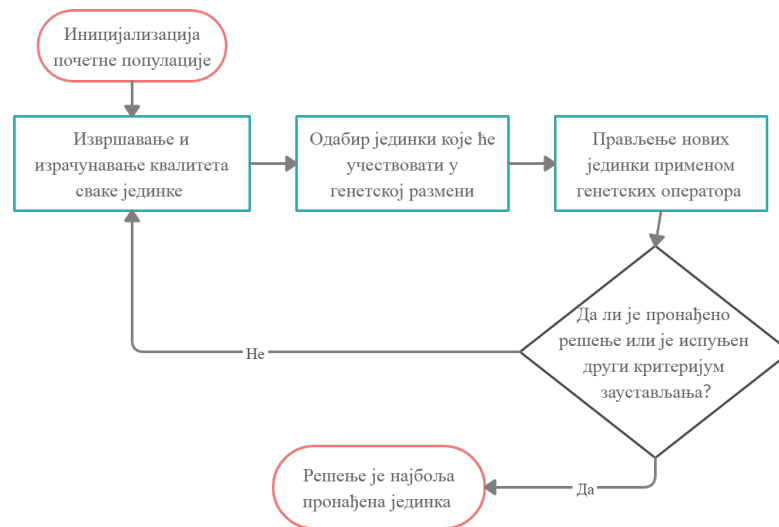 Иницијализација
почетне популације
Извршавање и
израчунавање квалитета
сваке јединке
Одабир јединки које ће
учествовати у
генетској размени
Прављење нових
јединки применом
генетских оператора
Да ли је пронађено
решење или је испуњен
други критеријум
заустављања?
Не
Да
Решење је најбоља
пронађена јединка